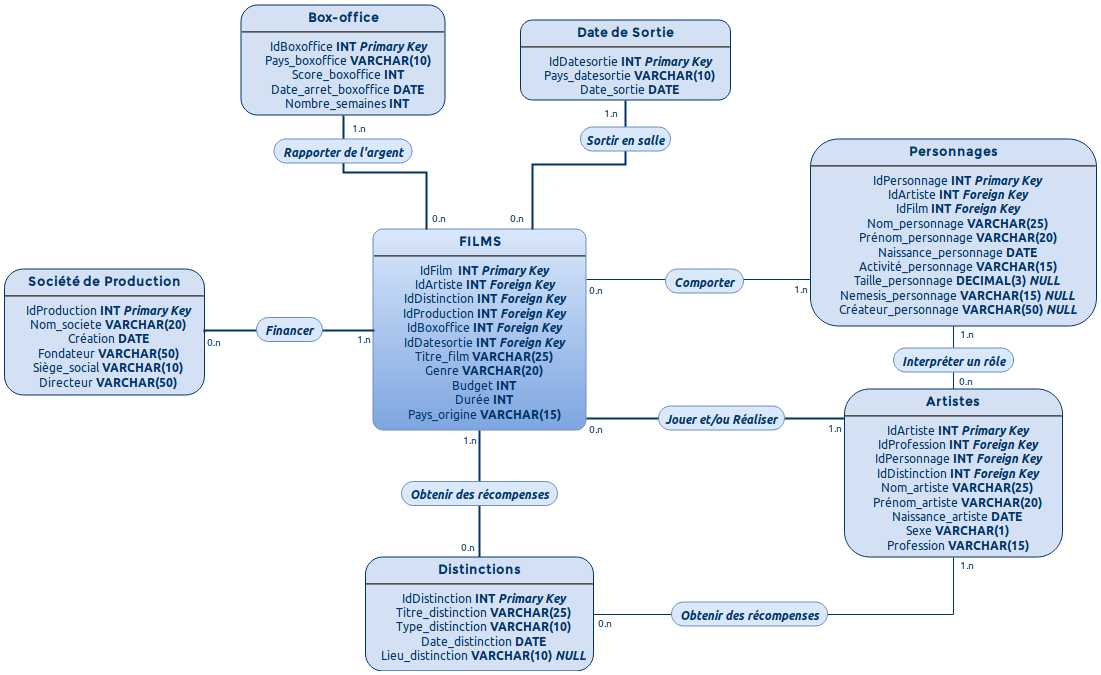 Box-office
IdBoxoffice INT Primary Key
Pays_boxoffice VARCHAR(10)
Score_boxoffice INT
Date_arret_boxoffice DATE
Nombre_semaines INT
1.n
Rapporter de l'argent
0.n
Date de Sortie
IdDatesortie INT Primary Key
Pays_datesortie VARCHAR(10)
Date_sortie DATE
1.n
Sortir en salle
0.n
Personnages
IdPersonnage INT Primary Key
IdArtiste INT Foreign Key
IdFilm INT Foreign Key
Nom_personnage VARCHAR(25)
Prénom_personnage VARCHAR(20)
Naissance_personnage DATE
Activité_personnage VARCHAR(15)
Taille_personnage DECIMAL(3) NULL
Nemesis_personnage VARCHAR(15) NULL
Créateur_personnage VARCHAR(50) NULL
FILMS
IdFilm INT Primary Key
IdArtiste INT Foreign Key
IdDistinction INT Foreign Key
IdProduction INT Foreign Key
IdBoxoffice INT Foreign Key
IdDatesortie INT Foreign Key
Titre_film VARCHAR(25)
Genre VARCHAR(20)
Budget INT
Durée INT
Pays_origine VARCHAR(15)
0.n
Comporter
1.n
Société de Production
IdProduction INT Primary Key
Nom_societe VARCHAR(20)
Création DATE
Fondateur VARCHAR(50)
Siège_social VARCHAR(10)
Directeur VARCHAR(50)
0.n
Financer
1.n
1.n
Interpréter un rôle
0.n
Artistes
IdArtiste INT Primary Key
IdProfession INT Foreign Key
IdPersonnage INT Foreign Key
IdDistinction INT Foreign Key
Nom_artiste VARCHAR(25)
Prénom_artiste VARCHAR(20)
Naissance_artiste DATE
Sexe VARCHAR(1)
Profession VARCHAR(15)
0.n
Jouer et/ou Réaliser
1.n
1.n
Obtenir des récompenses
0.n
Distinctions
IdDistinction INT Primary Key
Titre_distinction VARCHAR(25)
Type_distinction VARCHAR(10)
Date_distinction DATE
Lieu_distinction VARCHAR(10) NULL
0.n
Obtenir des récompenses
1.n